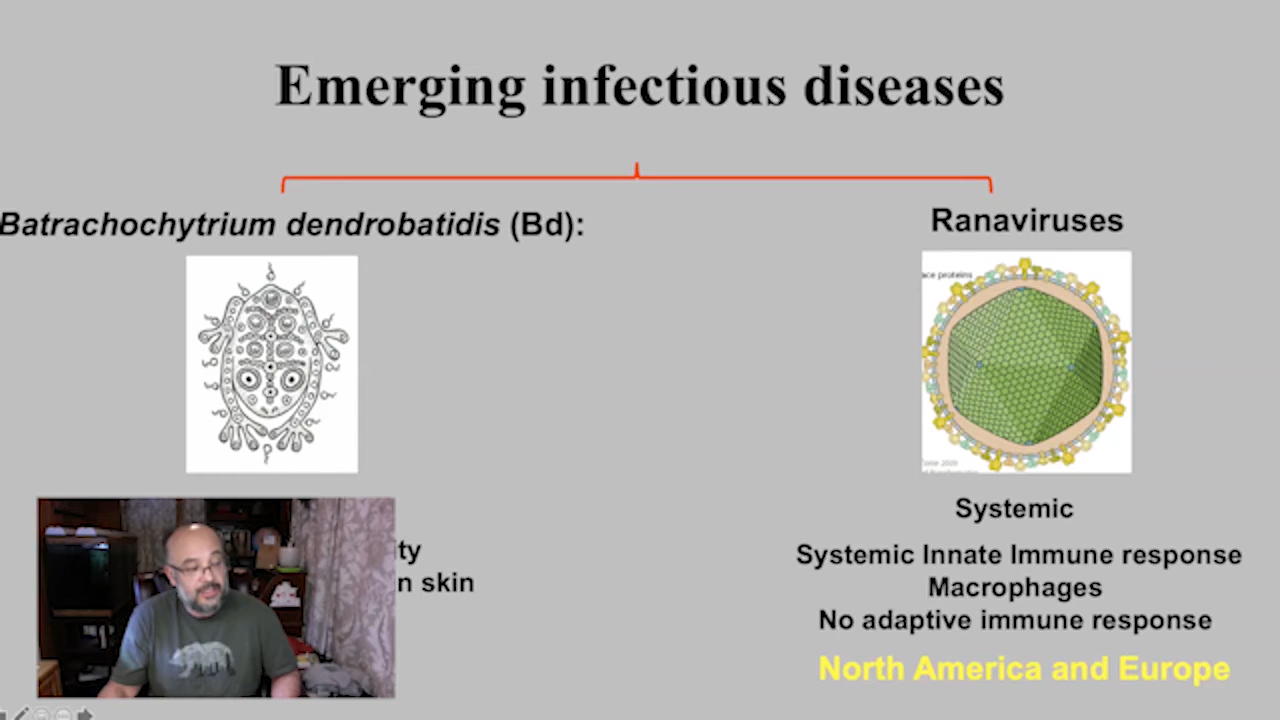 Emerging infectious diseases
Batrachochytrium dendrobatidis (Bd):
ty
n skin
Ranaviruses
ace proteins
Systemic
Systemic Innate Immune response
Macrophages
No adaptive immune response
North America and Europe